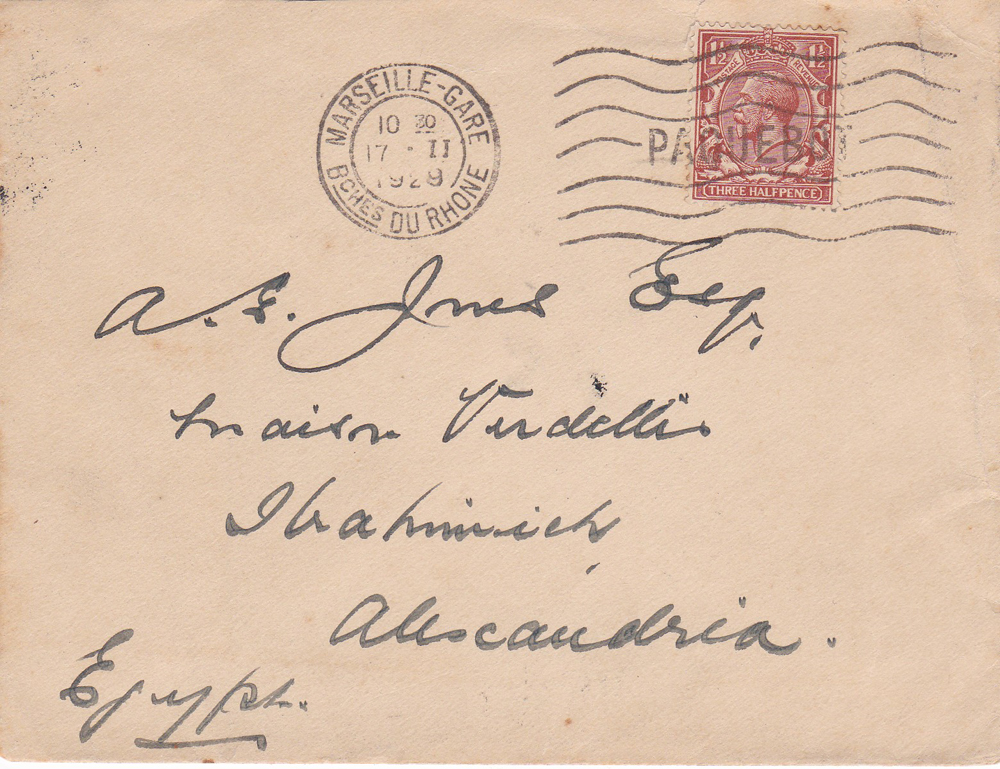 MARSEILLE-GARE
10 30
17 - II
1929
BCHES DU RHONE
1½ POSTAGE REVENUE 1½
PAQUEBOT
THREE HALFPENCE
A. E. Jones Esq.
Maison Verdellis
Ibrahimieh
Alexandria.
Egypt.